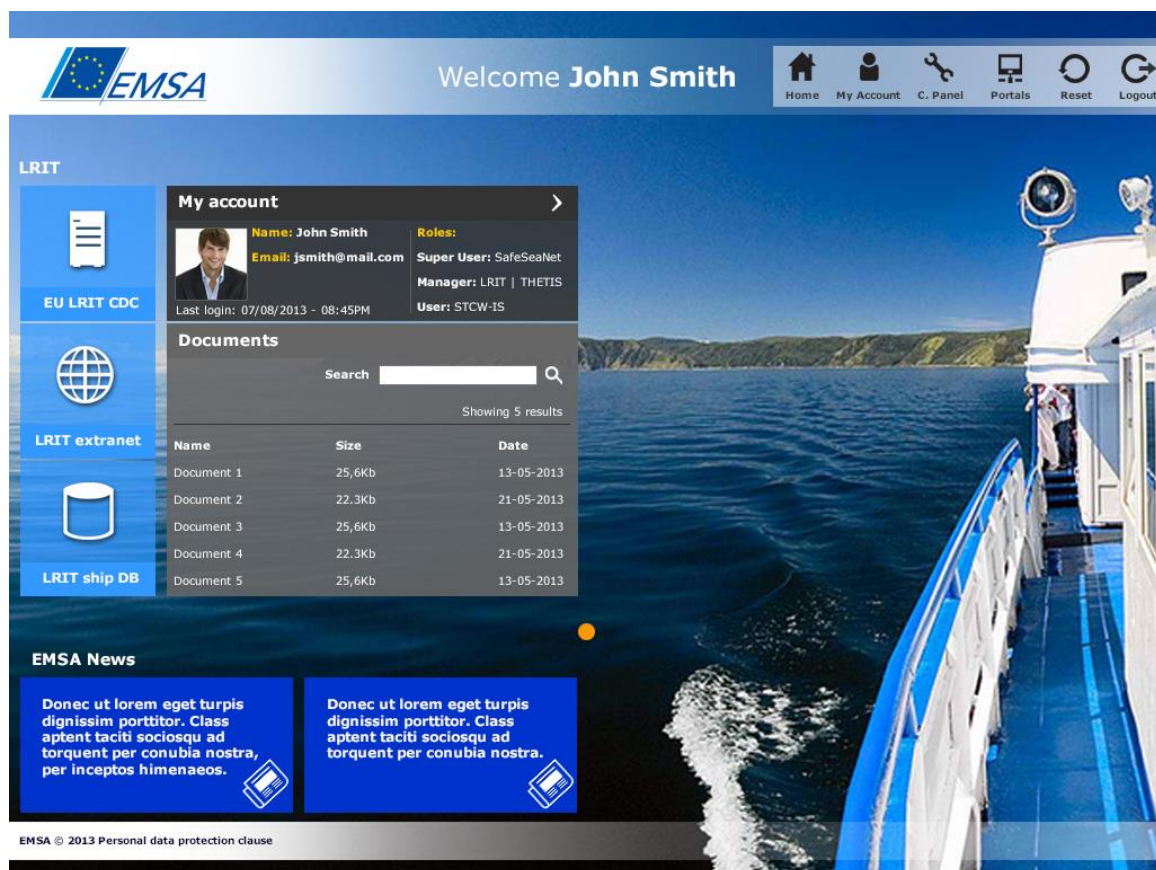 EMSA
Welcome John Smith
Home My Account C. Panel Portals Reset Logout
LRIT
EU LRIT CDC
LRIT extranet
LRIT ship DB
My account
Name: John Smith
Email: jsmith@mail.com
Last login: 07/08/2013 - 08:45PM
Roles:
Super User: SafeSeaNet
Manager: LRIT | THETIS
User: STCW-IS
Documents
Search
Showing 5 results
Name Size Date
Document 1 25,6Kb 13-05-2013
Document 2 22.3Kb 21-05-2013
Document 3 25,6Kb 13-05-2013
Document 4 22.3Kb 21-05-2013
Document 5 25,6Kb 13-05-2013
EMSA News
Donec ut lorem eget turpis
dignissim porttitor. Class
aptent taciti sociosqu ad
torquent per conubia nostra,
per inceptos himenaeos.
Donec ut lorem eget turpis
dignissim porttitor. Class
aptent taciti sociosqu ad
torquent per conubia nostra.
EMSA © 2013 Personal data protection clause